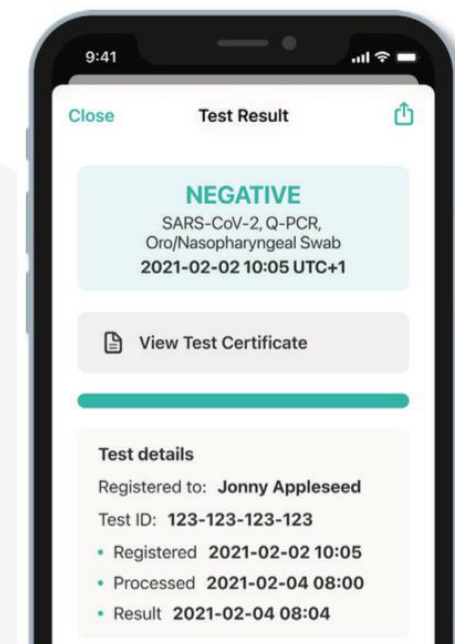 9:41
Close Test Result
NEGATIVE
SARS-CoV-2, Q-PCR,
Oro/Nasopharyngeal Swab
2021-02-02 10:05 UTC+1
View Test Certificate
Test details
Registered to: Jonny Appleseed
Test ID: 123-123-123-123
• Registered 2021-02-02 10:05
• Processed 2021-02-04 08:00
• Result 2021-02-04 08:04